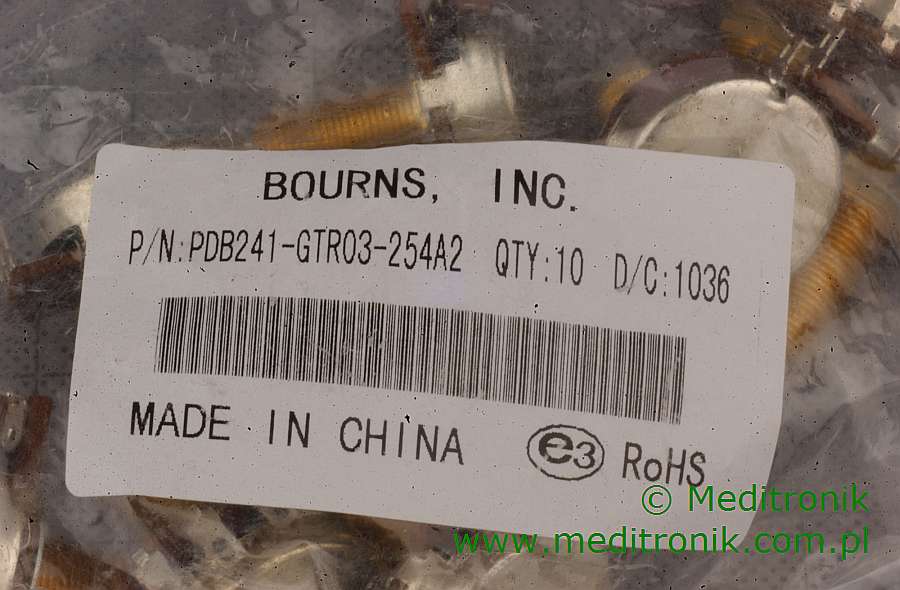 BOURNS, INC.
P/N:PDB241-GTR03-254A2 QTY:10 D/C:1036
MADE IN CHINA e3 RoHS
© Meditronik
www.meditronik.com.pl